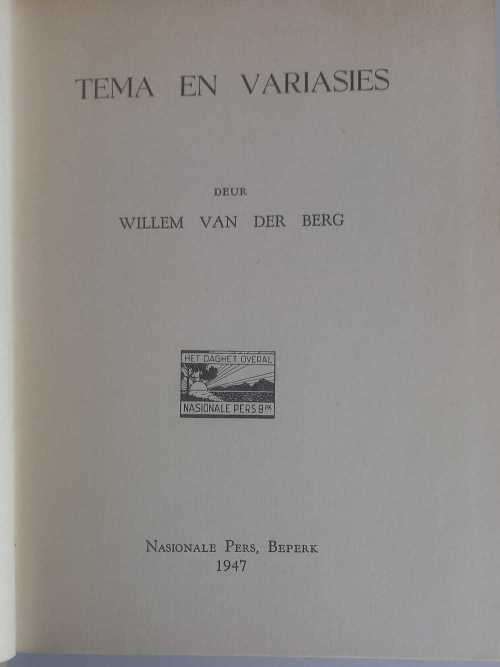 TEMA EN VARIASIES
DEUR
WILLEM VAN DER BERG
HET DAGHET OVERAL
NASIONALE PERS BPK
NASIONALE PERS, BEPERK
1947